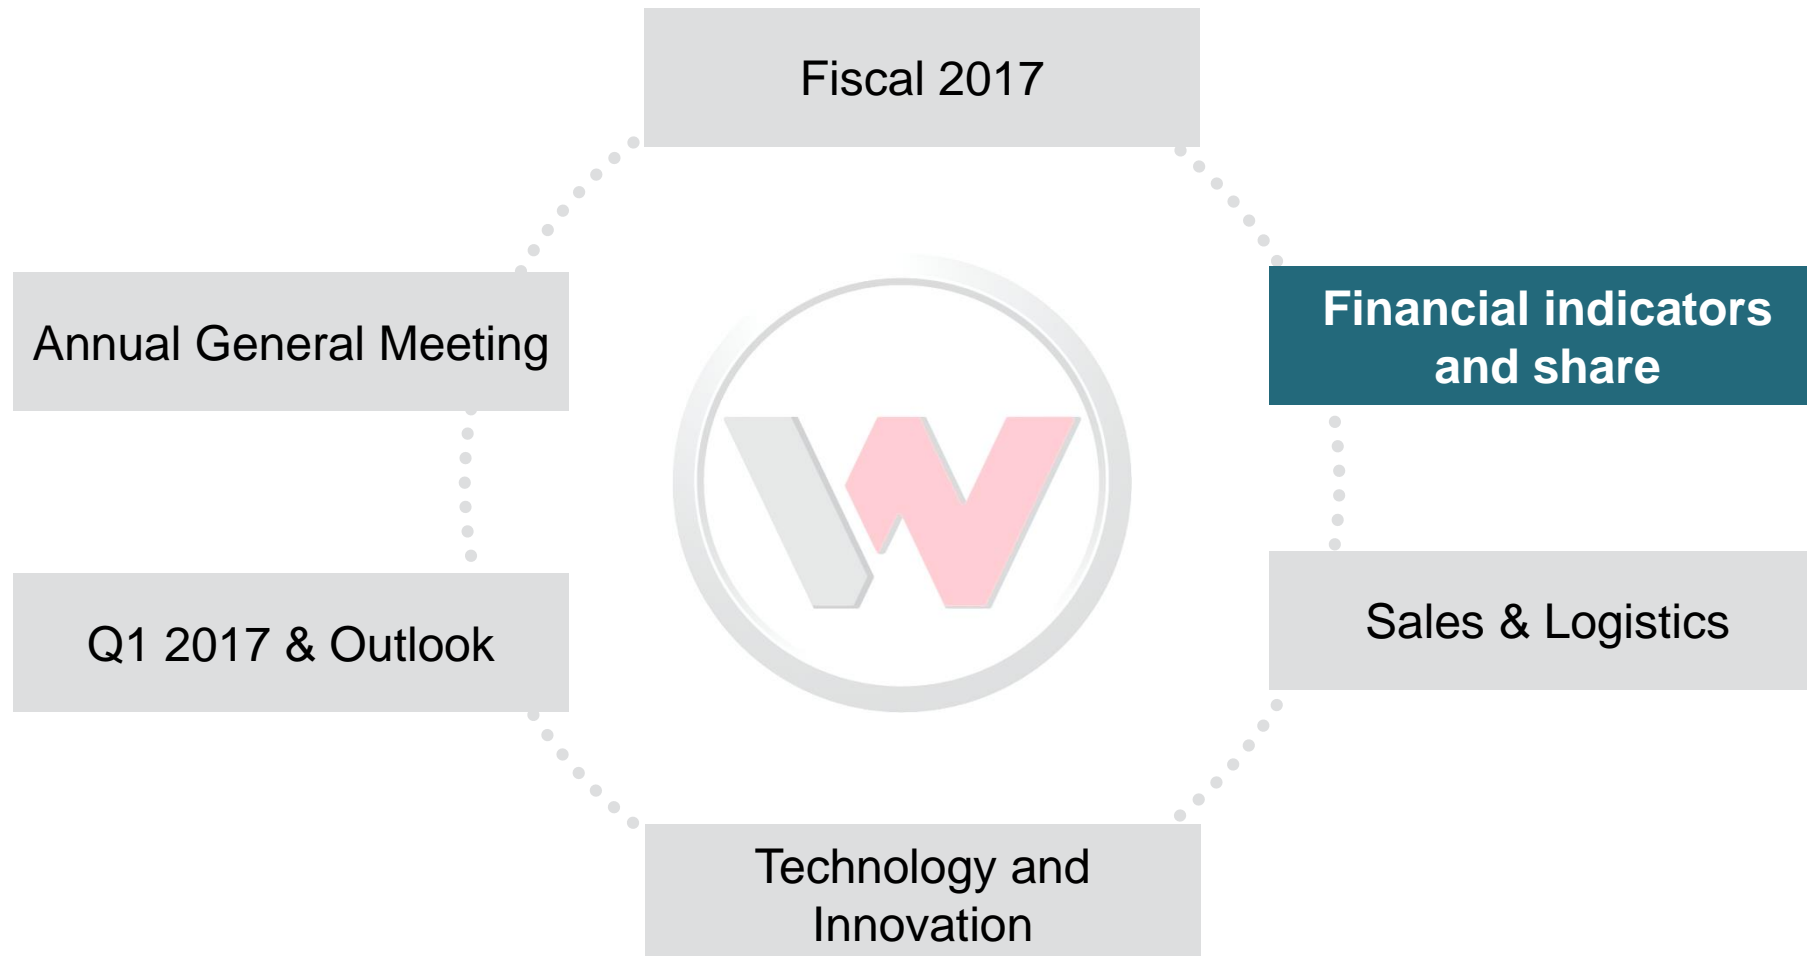 Fiscal 2017
Financial indicators
and share
Sales & Logistics
Technology and
Innovation
Q1 2017 & Outlook
Annual General Meeting